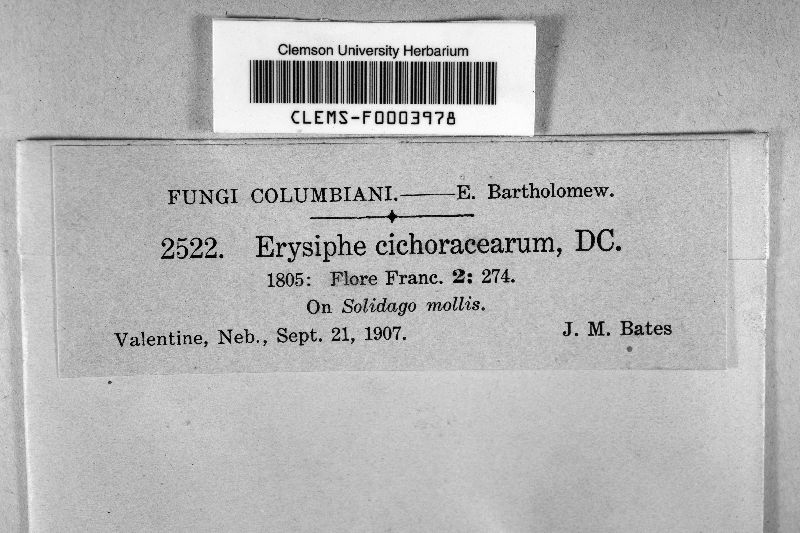 Clemson University Herbarium
CLEMS-F0003978
FUNGI COLUMBIANI.——E. Bartholomew.
2522. Erysiphe cichoracearum, DC.
1805: Flore Franc. 2: 274.
On Solidago mollis.
Valentine, Neb., Sept. 21, 1907. J. M. Bates